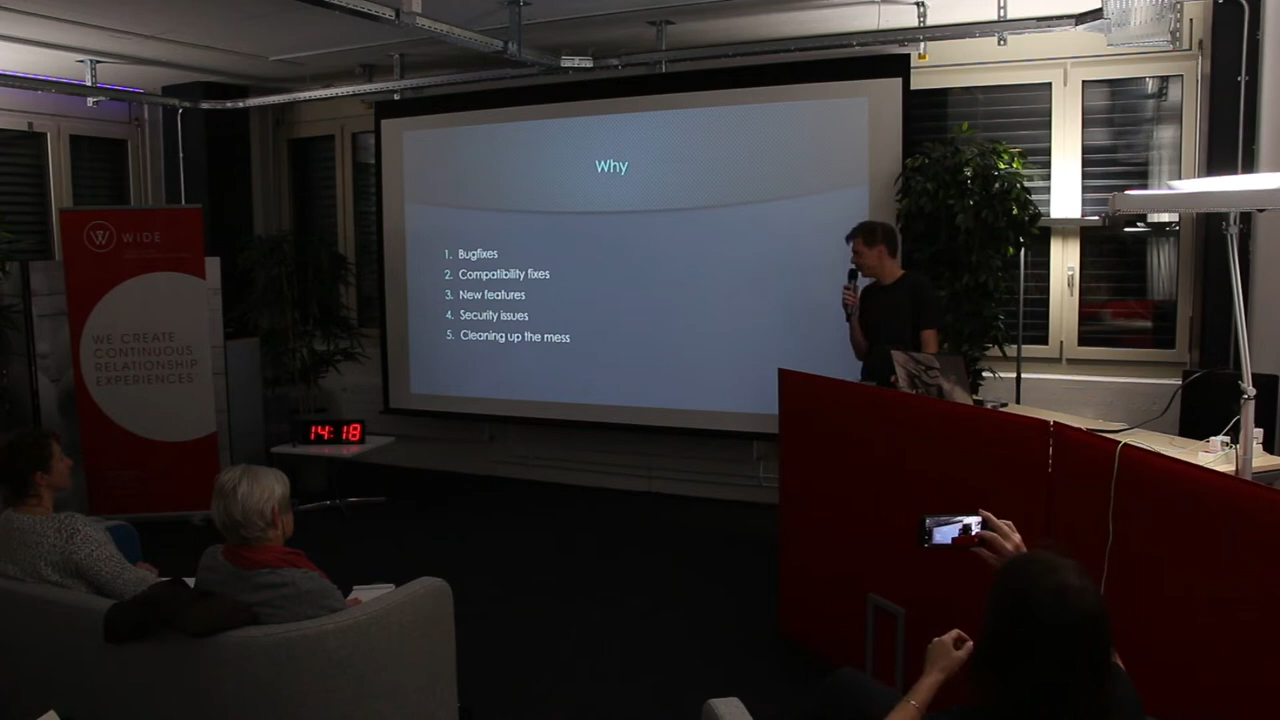 Why
1. Bugfixes
2. Compatibility fixes
3. New features
4. Security issues
5. Cleaning up the mess
W WIDE
WE CREATE
CONTINUOUS
RELATIONSHIP
EXPERIENCES
14:18